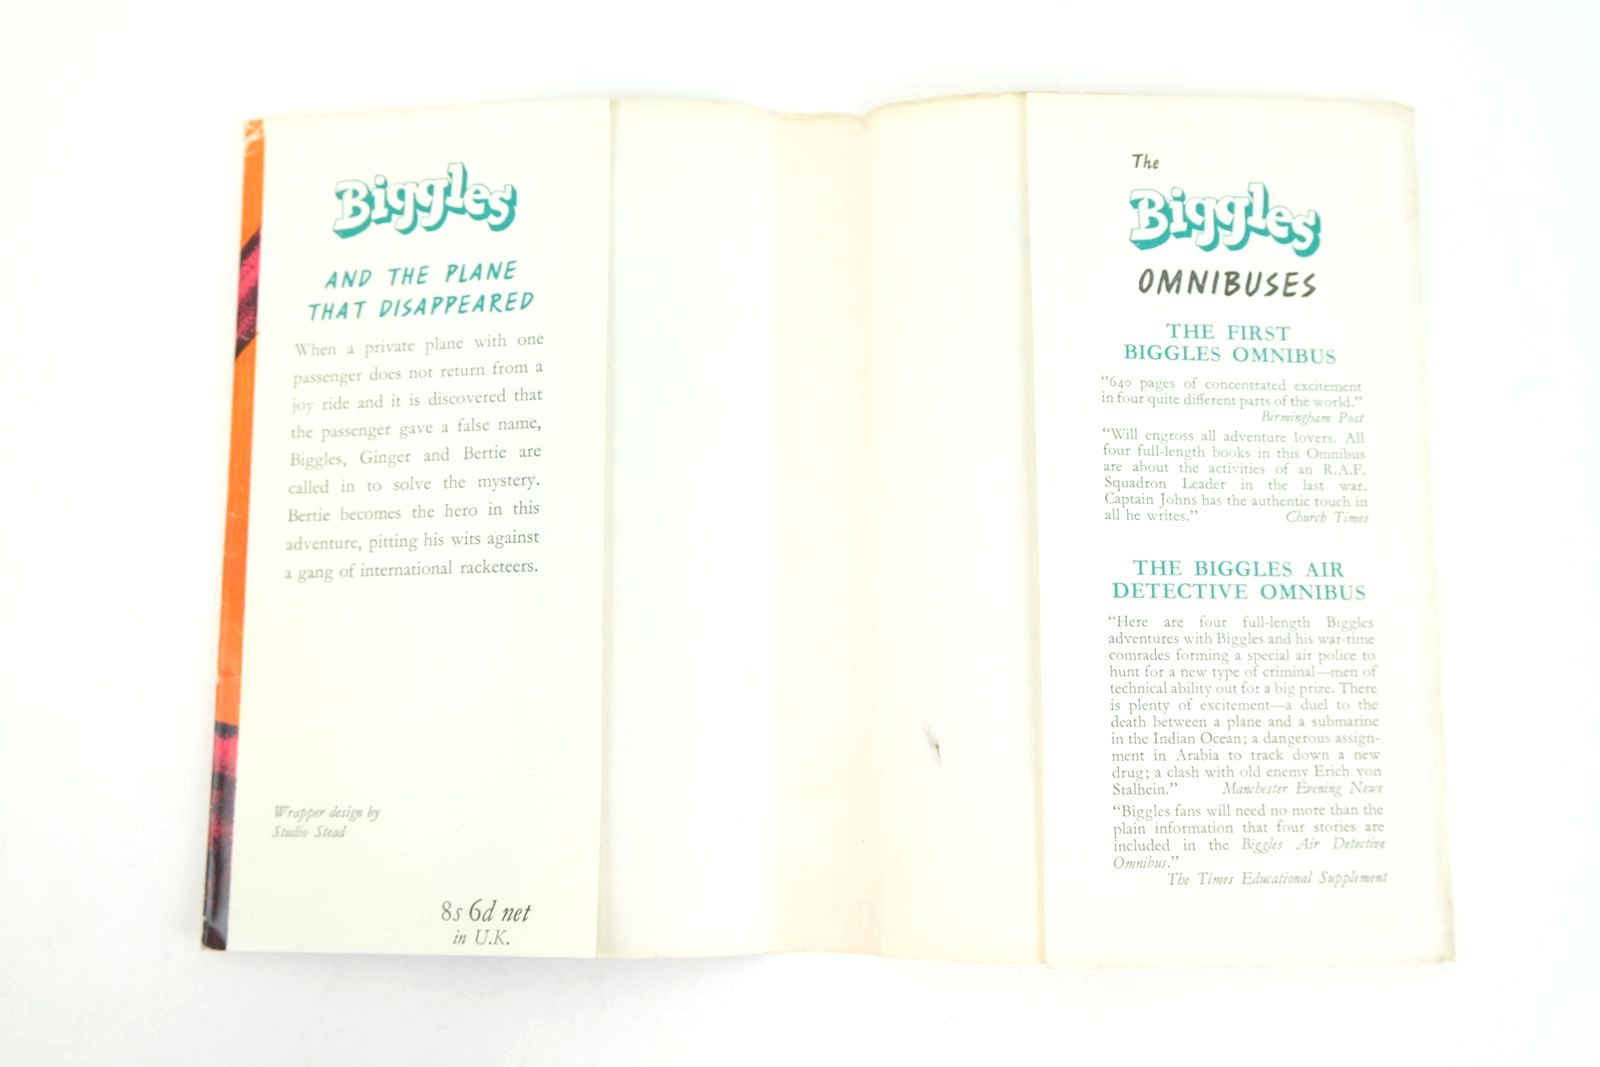 Biggles
AND THE PLANE
THAT DISAPPEARED
When a private plane with one
passenger does not return from a
joy ride and it is discovered that
the passenger gave a false name,
Biggles, Ginger and Bertie are
called in to solve the mystery.
Bertie becomes the hero in this
adventure, pitting his wits against
a gang of international racketeers.
Wrapper design by
Studio Stead
8s 6d net
in U.K.
The
Biggles
OMNIBUSES
THE FIRST
BIGGLES OMNIBUS
“640 pages of concentrated excitement
in four quite different parts of the world.”
Birmingham Post
“Will engross all adventure lovers. All
four full-length books in this Omnibus
are about the activities of an R.A.F.
Squadron Leader in the last war.
Captain Johns has the authentic touch in
all he writes.” Church Times
THE BIGGLES AIR
DETECTIVE OMNIBUS
“Here are four full-length Biggles
adventures with Biggles and his war-time
comrades forming a special air police to
hunt for a new type of criminal—men of
technical ability out for a big prize. There
is plenty of excitement—a duel to the
death between a plane and a submarine
in the Indian Ocean; a dangerous assign-
ment in Arabia to track down a new
drug; a clash with old enemy Erich von
Stalhein.” Manchester Evening News
“Biggles fans will need no more than the
plain information that four stories are
included in the Biggles Air Detective
Omnibus.”
The Times Educational Supplement